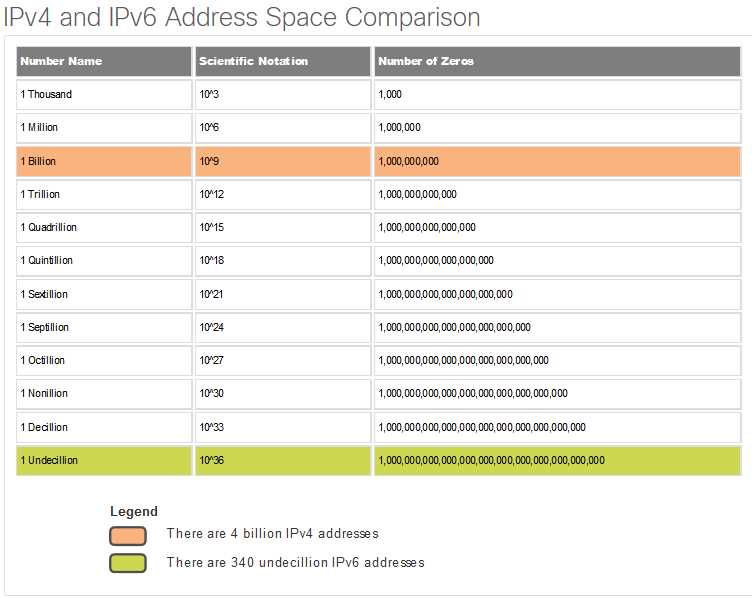 IPv4 and IPv6 Address Space Comparison
Number Name Scientific Notation Number of Zeros
1 Thousand 10^3 1,000
1 Million 10^6 1,000,000
1 Billion 10^9 1,000,000,000
1 Trillion 10^12 1,000,000,000,000
1 Quadrillion 10^15 1,000,000,000,000,000
1 Quintillion 10^18 1,000,000,000,000,000,000
1 Sextillion 10^21 1,000,000,000,000,000,000,000
1 Septillion 10^24 1,000,000,000,000,000,000,000,000
1 Octillion 10^27 1,000,000,000,000,000,000,000,000,000
1 Nonillion 10^30 1,000,000,000,000,000,000,000,000,000,000
1 Decillion 10^33 1,000,000,000,000,000,000,000,000,000,000,000
1 Undecillion 10^36 1,000,000,000,000,000,000,000,000,000,000,000,000
Legend
There are 4 billion IPv4 addresses
There are 340 undecillion IPv6 addresses